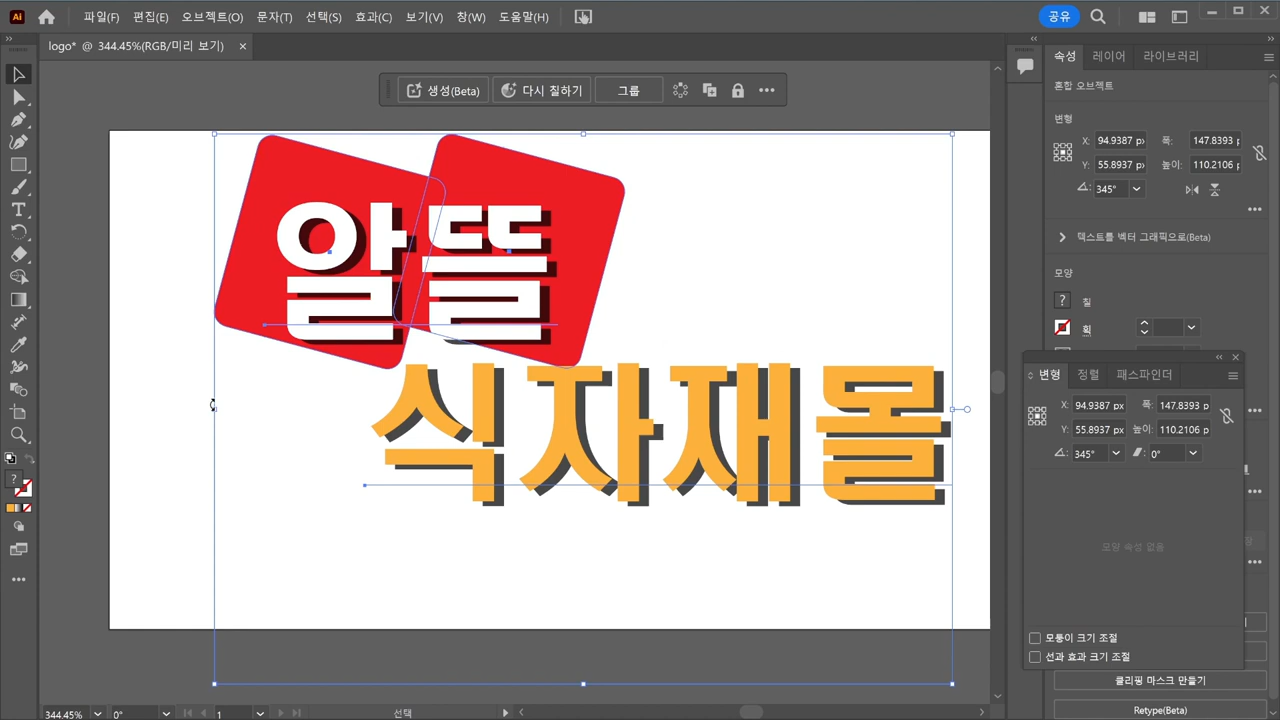 Ai 파일(F) 편집(E) 오브젝트(O) 문자(T) 선택(S) 효과(C) 보기(V) 창(W) 도움말(H) 공유
logo* @ 344.45%(RGB/미리 보기) ×
속성 레이어 라이브러리
생성(Beta) 다시 칠하기 그룹
혼합 오브젝트
변형
X: 94.9387 px 폭: 147.8393
Y: 55.8937 px 높이: 110.2106
345°
텍스트를 벡터 그래픽으로(Beta)
모양
? 칠
획
알뜰
식자재몰
변형 정렬 패스파인더
X: 94.9387 px 폭: 147.8393 p
Y: 55.8937 px 높이: 110.2106 p
345° 0°
모양 속성 없음
모퉁이 크기 조절
선과 효과 크기 조절
클리핑 마스크 만들기
Retype(Beta)
344.45% 0° 1 선택